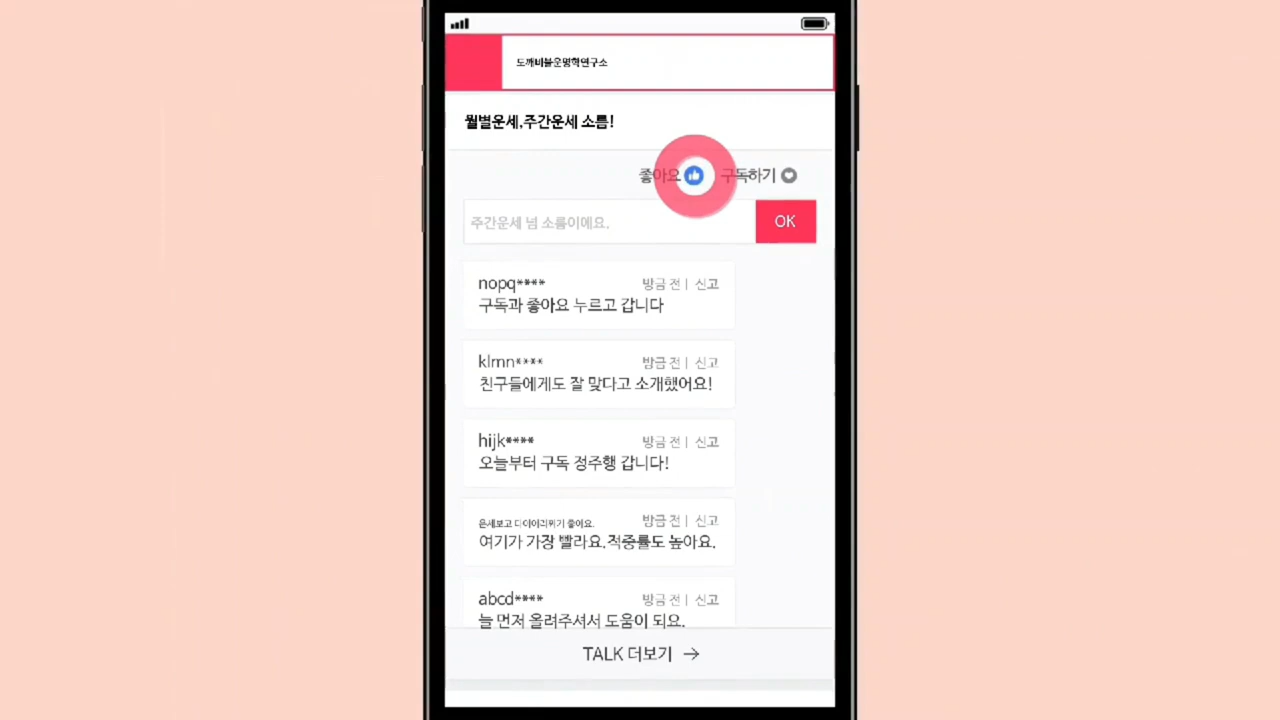 도깨비불운명학연구소
월별운세,주간운세 소름!
좋아요 구독하기
주간운세 넘 소름이에요.
OK
nopq**** 방금 전 | 신고
구독과 좋아요 누르고 갑니다
klmn**** 방금 전 | 신고
친구들에게도 잘 맞다고 소개했어요!
hijk**** 방금 전 | 신고
오늘부터 구독 정주행 갑니다!
운세보고 다이어리쓰기 좋아요. 방금 전 | 신고
여기가 가장 빨라요.적중률도 높아요.
abcd**** 방금 전 | 신고
늘 먼저 올려주셔서 도움이 되요.
TALK 더보기